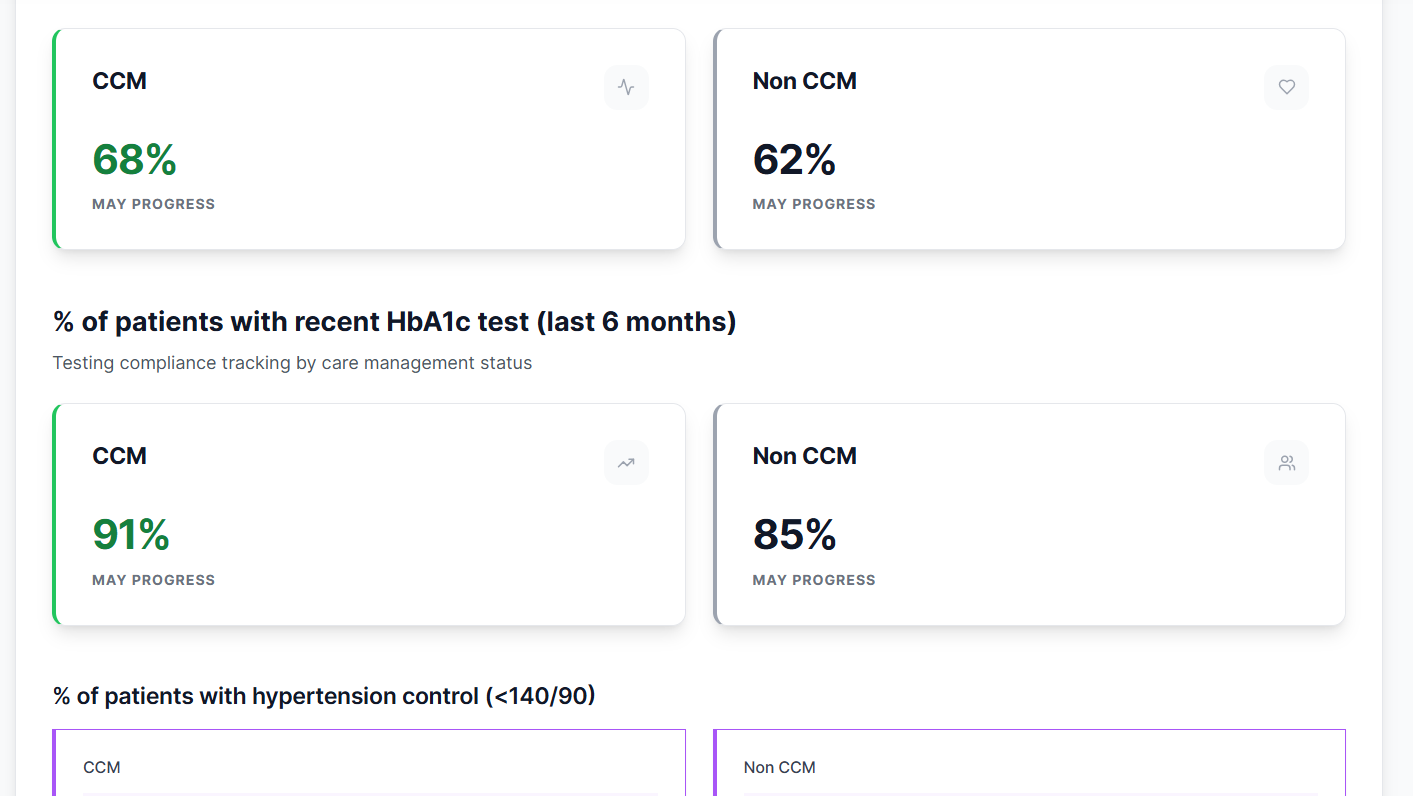 CCM
68%
MAY PROGRESS
Non CCM
62%
MAY PROGRESS
% of patients with recent HbA1c test (last 6 months)
Testing compliance tracking by care management status
CCM
91%
MAY PROGRESS
Non CCM
85%
MAY PROGRESS
% of patients with hypertension control (<140/90)
CCM
Non CCM